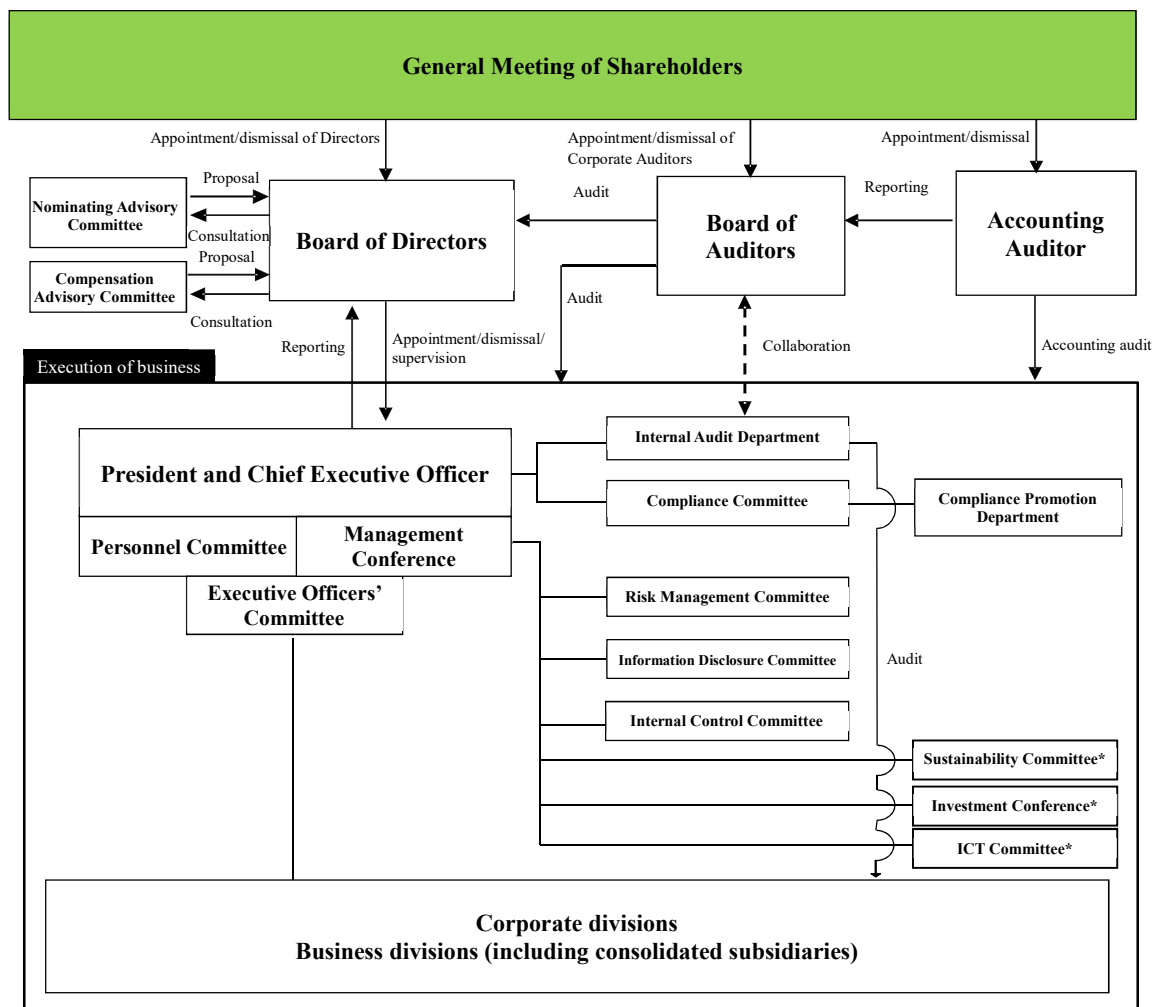 General Meeting of Shareholders
Appointment/dismissal of Directors
Appointment/dismissal of
Corporate Auditors
Appointment/dismissal
Nominating Advisory
Committee
Proposal
Consultation
Compensation
Advisory Committee
Proposal
Consultation
Board of Directors
Audit
Board of
Auditors
Reporting
Accounting
Auditor
Reporting
Appointment/dismissal/
supervision
Audit
Collaboration
Accounting audit
Execution of business
President and Chief Executive Officer
Personnel Committee
Management
Conference
Executive Officers’
Committee
Internal Audit Department
Compliance Committee
Compliance Promotion
Department
Risk Management Committee
Information Disclosure Committee
Audit
Internal Control Committee
Sustainability Committee*
Investment Conference*
ICT Committee*
Corporate divisions
Business divisions (including consolidated subsidiaries)